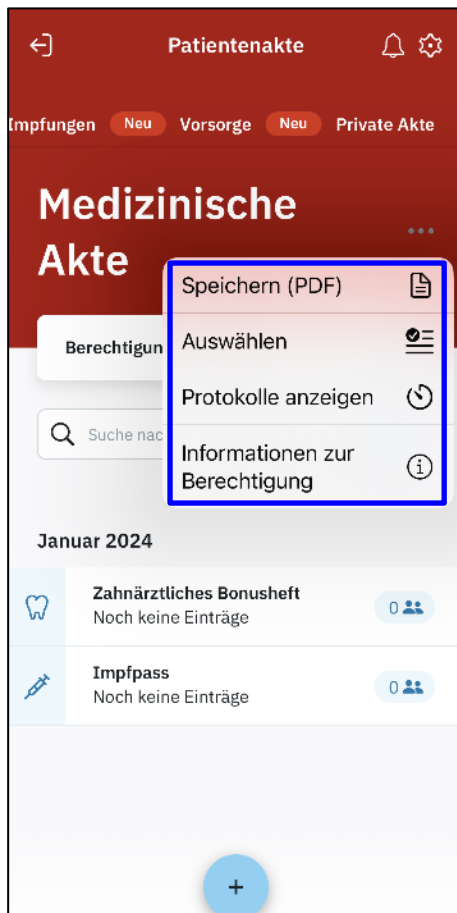 Patientenakte
Impfungen Neu Vorsorge Neu Private Akte
Medizinische
Akte
Speichern (PDF)
Auswählen
Protokolle anzeigen
Informationen zur
Berechtigung
Berechtigun
Suche nac
Januar 2024
Zahnärztliches Bonusheft
Noch keine Einträge
0
Impfpass
Noch keine Einträge
0
+